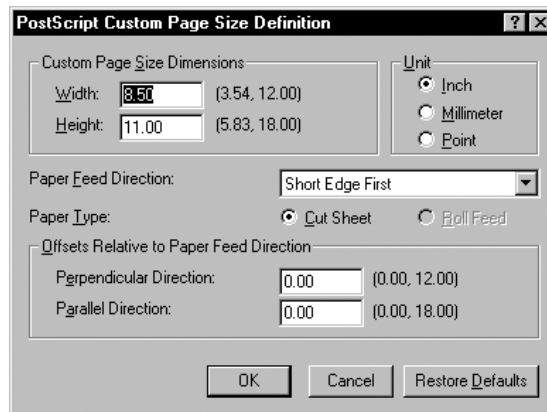 PostScript Custom Page Size Definition
Custom Page Size Dimensions
Width: 8.50 (3.54, 12.00)
Height: 11.00 (5.83, 18.00)
Unit
Inch
Millimeter
Point
Paper Feed Direction: Short Edge First
Paper Type: Cut Sheet Roll Feed
Offsets Relative to Paper Feed Direction
Perpendicular Direction: 0.00 (0.00, 12.00)
Parallel Direction: 0.00 (0.00, 18.00)
OK Cancel Restore Defaults